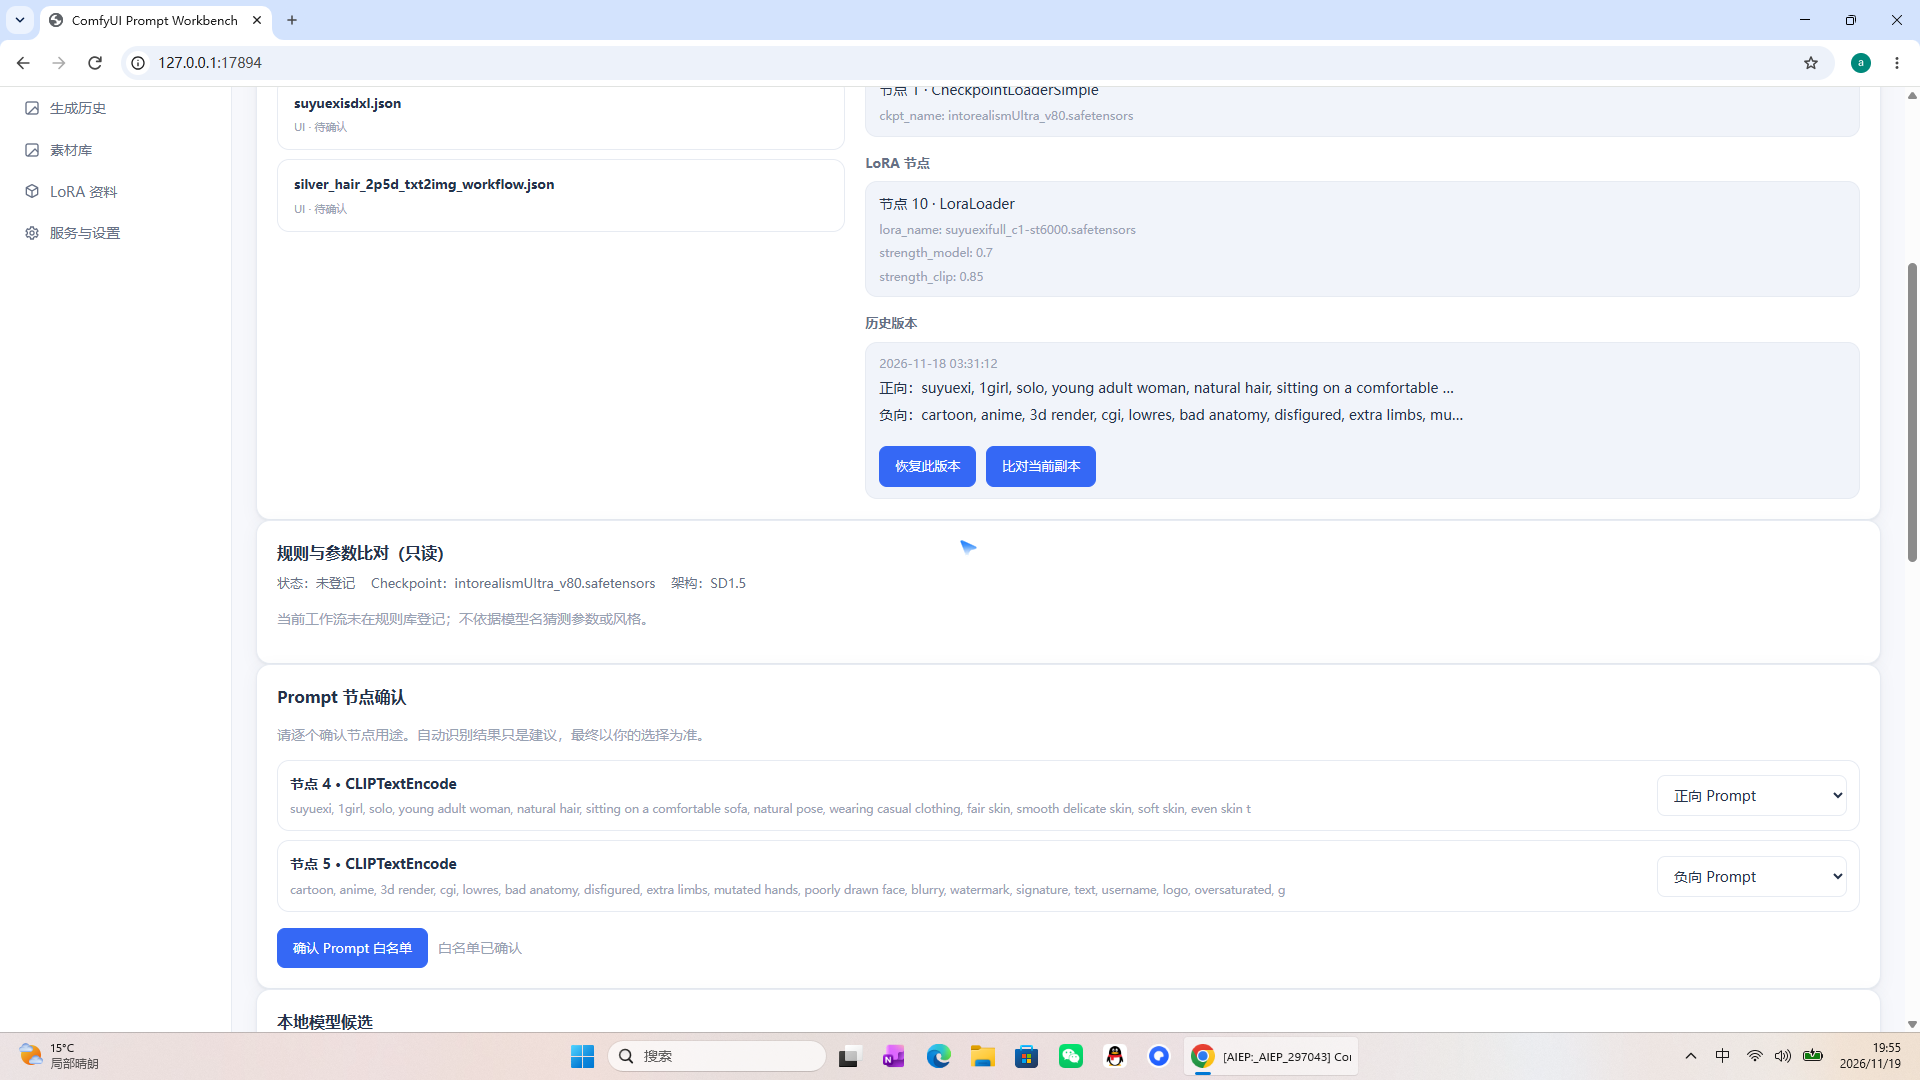 ComfyUI Prompt Workbench
127.0.0.1:17894
a
生成历史
素材库
LoRA 资料
服务与设置
suyuexisdxl.json
UI · 待确认
silver_hair_2p5d_txt2img_workflow.json
UI · 待确认
节点 1 · CheckpointLoaderSimple
ckpt_name: intorealismUltra_v80.safetensors
LoRA 节点
节点 10 · LoraLoader
lora_name: suyuexifull_c1-st6000.safetensors
strength_model: 0.7
strength_clip: 0.85
历史版本
2026-11-18 03:31:12
正向：suyuexi, 1girl, solo, young adult woman, natural hair, sitting on a comfortable ...
负向：cartoon, anime, 3d render, cgi, lowres, bad anatomy, disfigured, extra limbs, mu...
恢复此版本
比对当前副本
规则与参数比对（只读）
状态：未登记 Checkpoint：intorealismUltra_v80.safetensors 架构：SD1.5
当前工作流未在规则库登记；不依据模型名猜测参数或风格。
Prompt 节点确认
请逐个确认节点用途。自动识别结果只是建议，最终以你的选择为准。
节点 4 • CLIPTextEncode
suyuexi, 1girl, solo, young adult woman, natural hair, sitting on a comfortable sofa, natural pose, wearing casual clothing, fair skin, smooth delicate skin, soft skin, even skin t
正向 Prompt
节点 5 • CLIPTextEncode
cartoon, anime, 3d render, cgi, lowres, bad anatomy, disfigured, extra limbs, mutated hands, poorly drawn face, blurry, watermark, signature, text, username, logo, oversaturated, g
负向 Prompt
确认 Prompt 白名单
白名单已确认
本地模型候选
15°C
局部晴朗
搜索
[AIEP:_AIEP_297043] Cor
中
19:55
2026/11/19